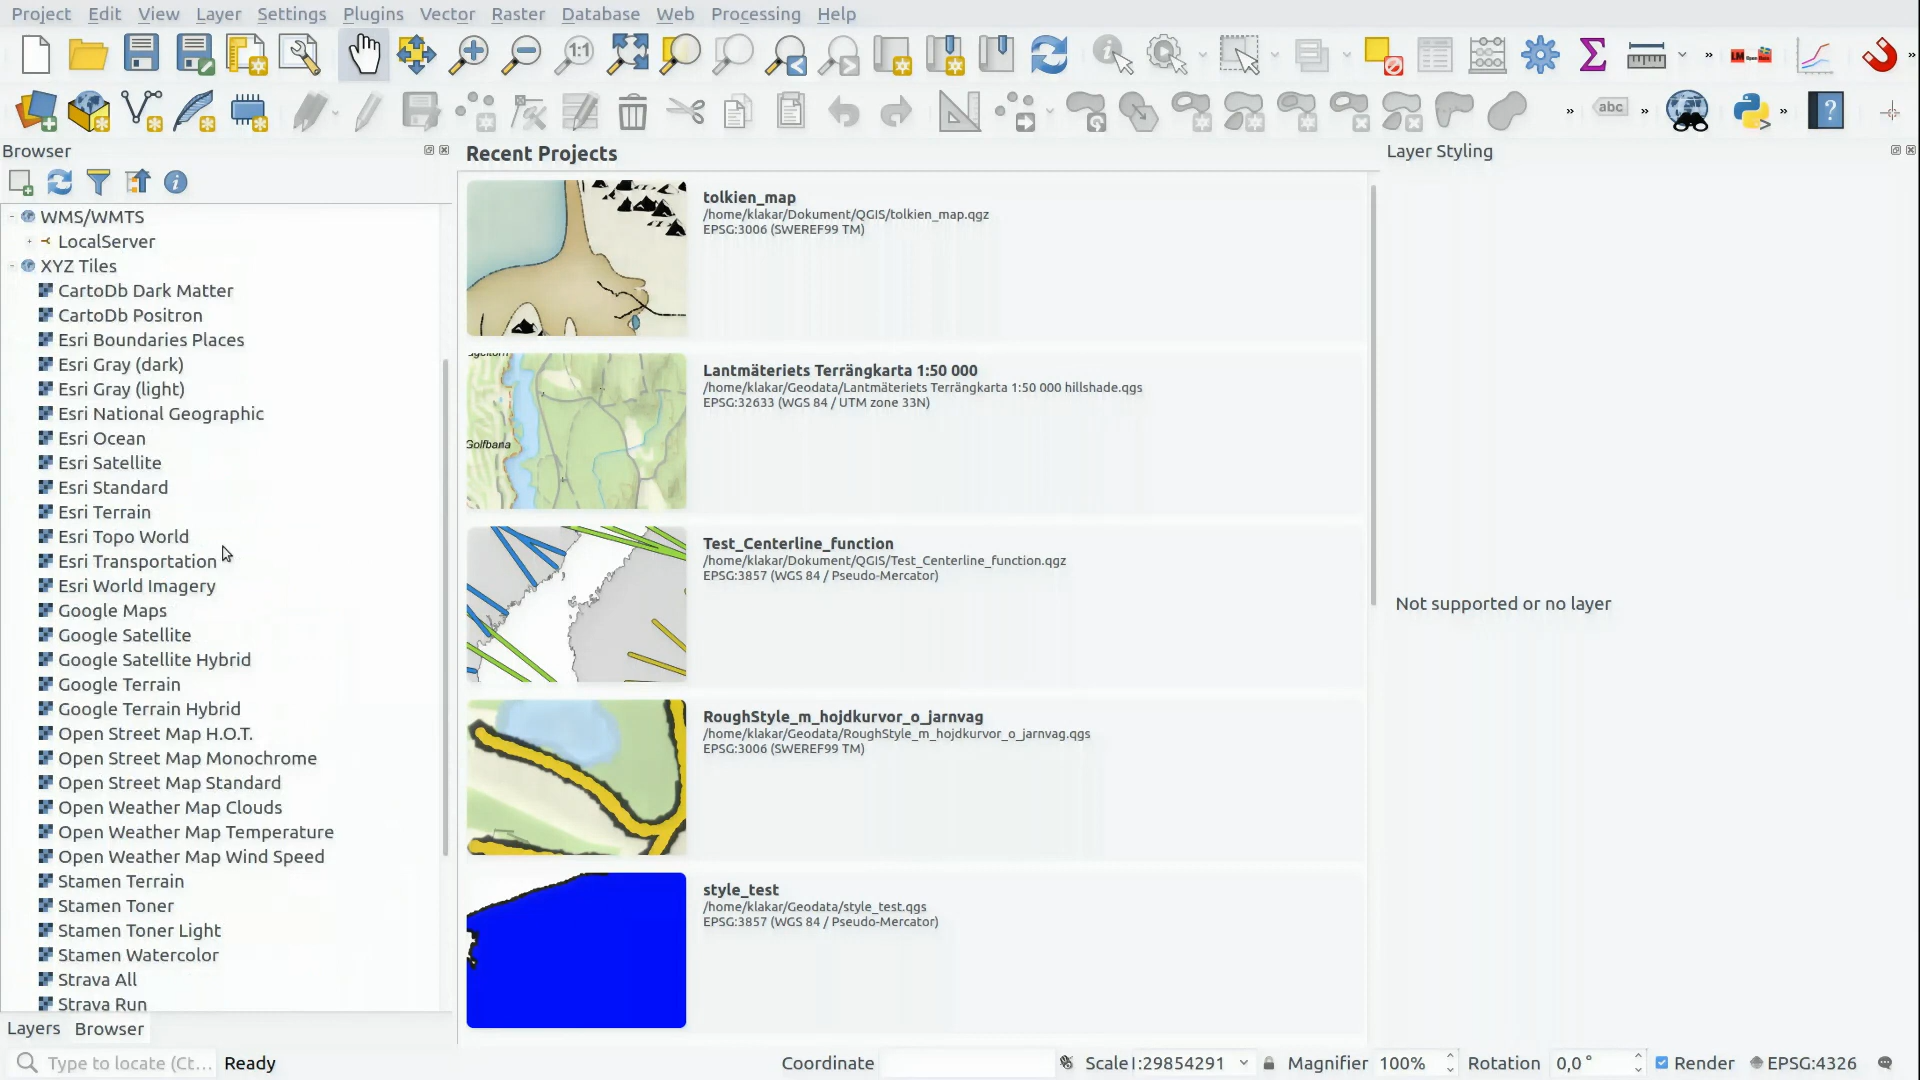 Project Edit View Layer Settings Plugins Vector Raster Database Web Processing Help
1:1
abc
Browser
Recent Projects
Layer Styling
WMS/WMTS
LocalServer
XYZ Tiles
CartoDb Dark Matter
CartoDb Positron
Esri Boundaries Places
Esri Gray (dark)
Esri Gray (light)
Esri National Geographic
Esri Ocean
Esri Satellite
Esri Standard
Esri Terrain
Esri Topo World
Esri Transportation
Esri World Imagery
Google Maps
Google Satellite
Google Satellite Hybrid
Google Terrain
Google Terrain Hybrid
Open Street Map H.O.T.
Open Street Map Monochrome
Open Street Map Standard
Open Weather Map Clouds
Open Weather Map Temperature
Open Weather Map Wind Speed
Stamen Terrain
Stamen Toner
Stamen Toner Light
Stamen Watercolor
Strava All
Strava Run
tolkien_map
/home/klakar/Dokument/QGIS/tolkien_map.qgz
EPSG:3006 (SWEREF99 TM)
Golfbana
Lantmäteriets Terrängkarta 1:50 000
/home/klakar/Geodata/Lantmäteriets Terrängkarta 1:50 000 hillshade.qgs
EPSG:32633 (WGS 84 / UTM zone 33N)
Test_Centerline_function
/home/klakar/Dokument/QGIS/Test_Centerline_function.qgz
EPSG:3857 (WGS 84 / Pseudo-Mercator)
RoughStyle_m_hojdkurvor_o_jarnvag
/home/klakar/Geodata/RoughStyle_m_hojdkurvor_o_jarnvag.qgs
EPSG:3006 (SWEREF99 TM)
style_test
/home/klakar/Geodata/style_test.qgs
EPSG:3857 (WGS 84 / Pseudo-Mercator)
Not supported or no layer
Layers Browser
Type to locate (Ct... Ready Coordinate Scale 1:29854291 Magnifier 100% Rotation 0,0 ° Render EPSG:4326